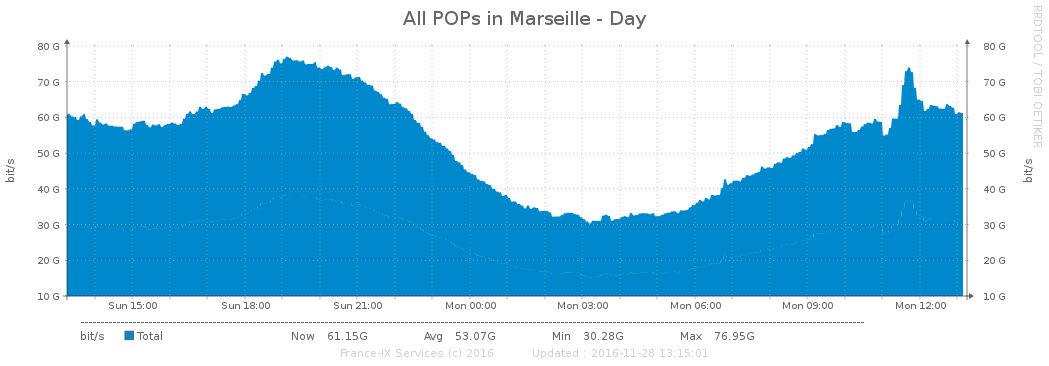 All POPs in Marseille - Day
RRDTOOL / TOBI OETIKER
80 G 80 G
70 G 70 G
60 G 60 G
50 G 50 G
40 G 40 G
30 G 30 G
20 G 20 G
10 G 10 G
bit/s
bit/s
Sun 15:00 Sun 18:00 Sun 21:00 Mon 00:00 Mon 03:00 Mon 06:00 Mon 09:00 Mon 12:00
bit/s Total Now 61.15G Avg 53.07G Min 30.28G Max 76.95G
France-IX Services (c) 2016 Updated : 2016-11-28 13:15:01